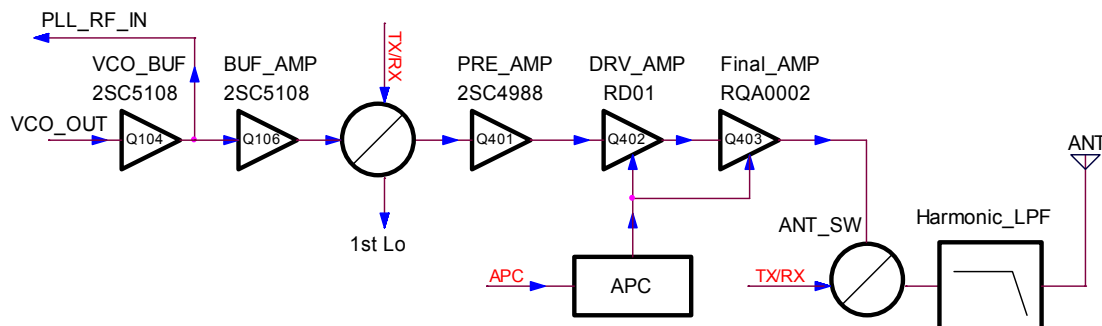 PLL_RF_IN
TX/RX
VCO_BUF
2SC5108
BUF_AMP
2SC5108
PRE_AMP
2SC4988
DRV_AMP
RD01
Final_AMP
RQA0002
VCO_OUT
Q104
Q106
Q401
Q402
Q403
ANT
1st Lo
ANT_SW
Harmonic_LPF
APC
APC
TX/RX